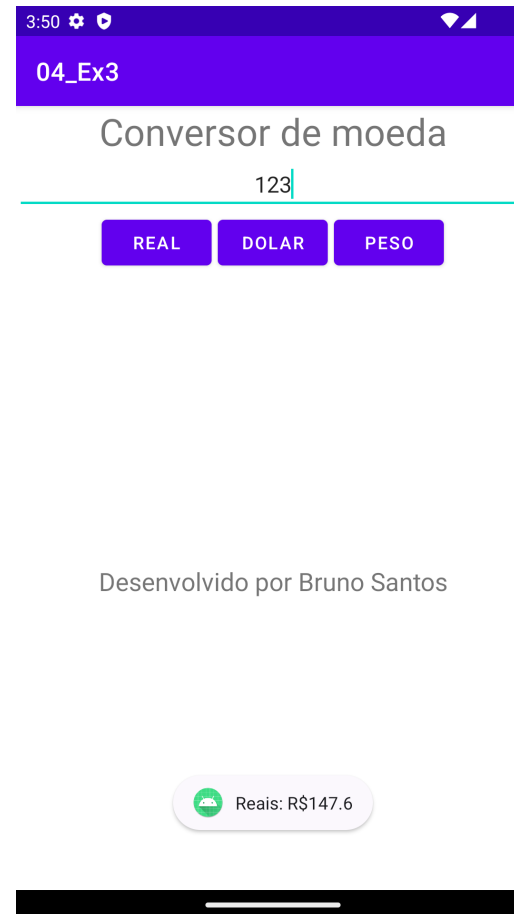 3:50
04_Ex3
Conversor de moeda
123
REAL DOLAR PESO
Desenvolvido por Bruno Santos
Reais: R$147.6